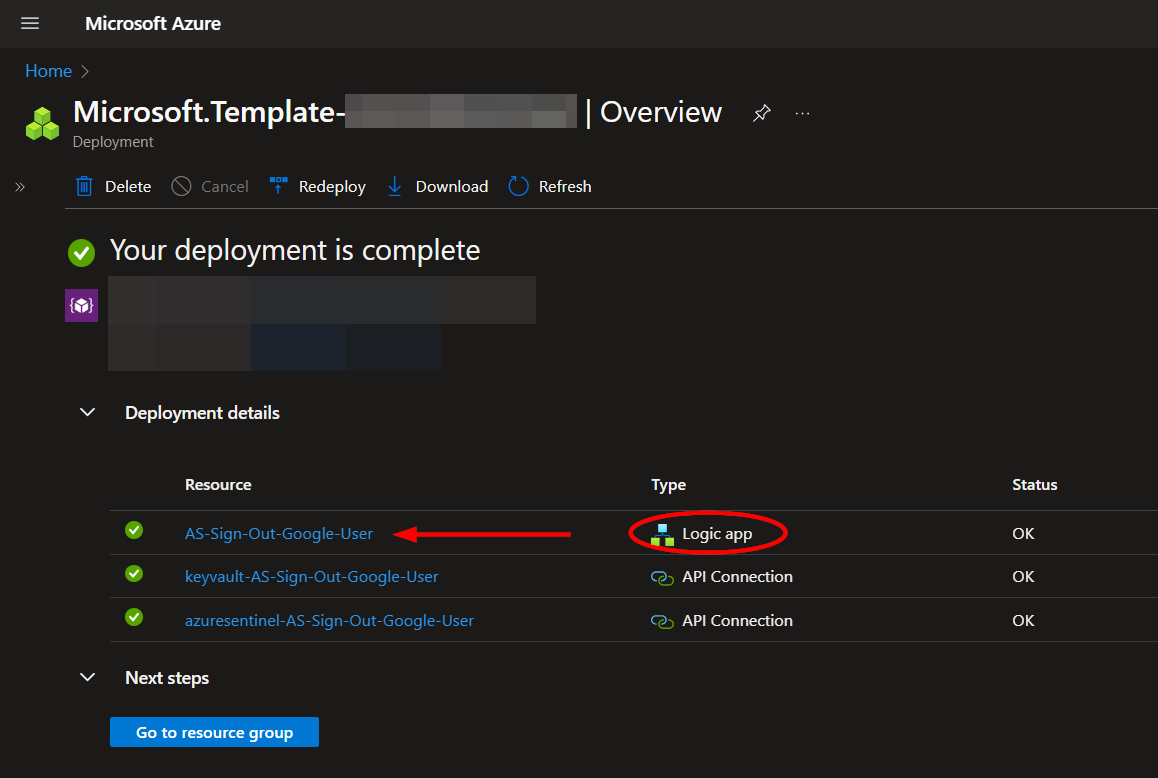 Microsoft Azure
Home
Microsoft.Template- | Overview
Deployment
Delete Cancel Redeploy Download Refresh
Your deployment is complete
Deployment details
Resource Type Status
AS-Sign-Out-Google-User Logic app OK
keyvault-AS-Sign-Out-Google-User API Connection OK
azuresentinel-AS-Sign-Out-Google-User API Connection OK
Next steps
Go to resource group